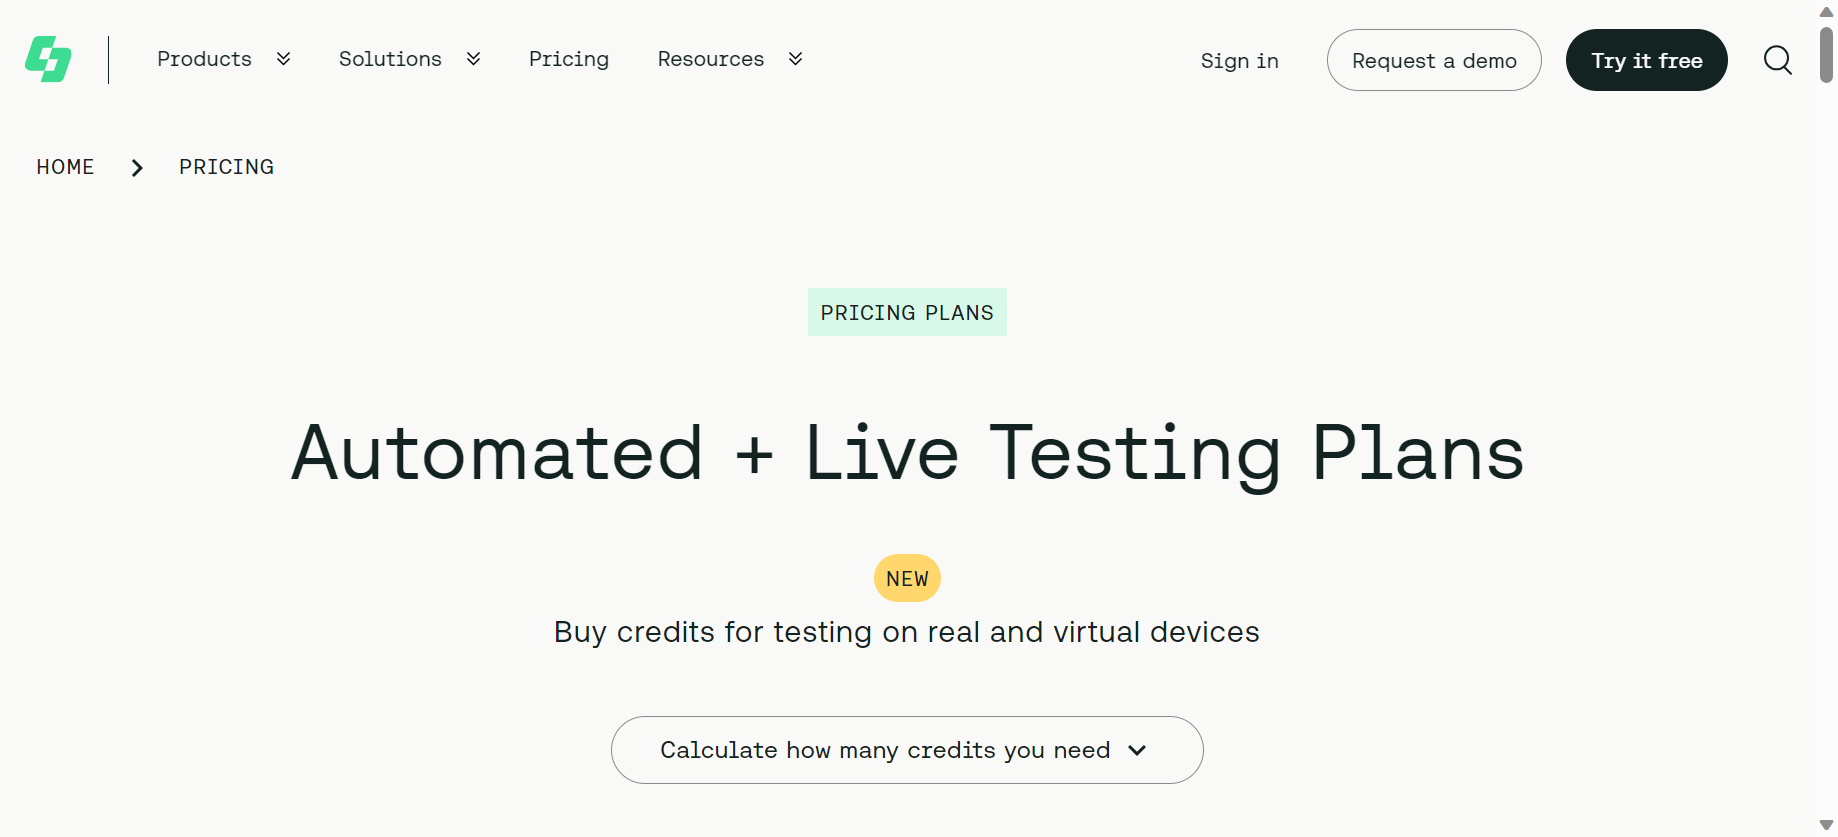 Products Solutions Pricing Resources Sign in Request a demo Try it free
HOME PRICING
PRICING PLANS
Automated + Live Testing Plans
NEW
Buy credits for testing on real and virtual devices
Calculate how many credits you need